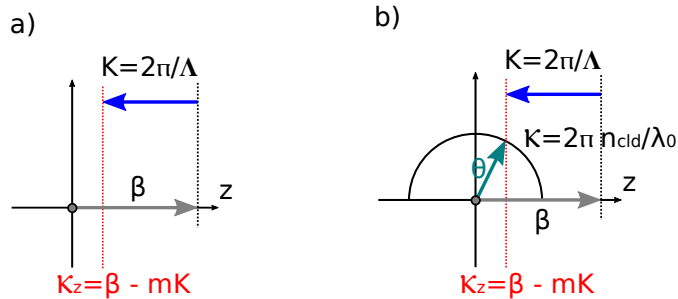 a)
K=2π/Λ
β
z
κz=β - mK
b)
K=2π/Λ
κ=2π ncld/λ0
θ
z
β
κz=β - mK